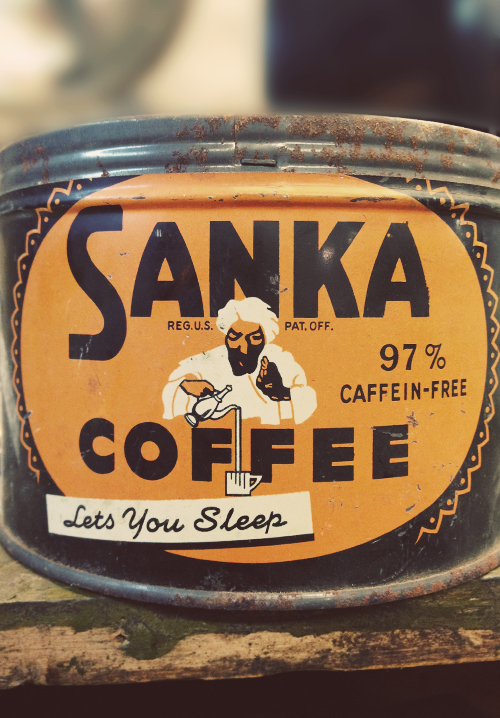 SANKA
REG.U.S. PAT.OFF.
97%
CAFFEIN-FREE
COFFEE
Lets You Sleep